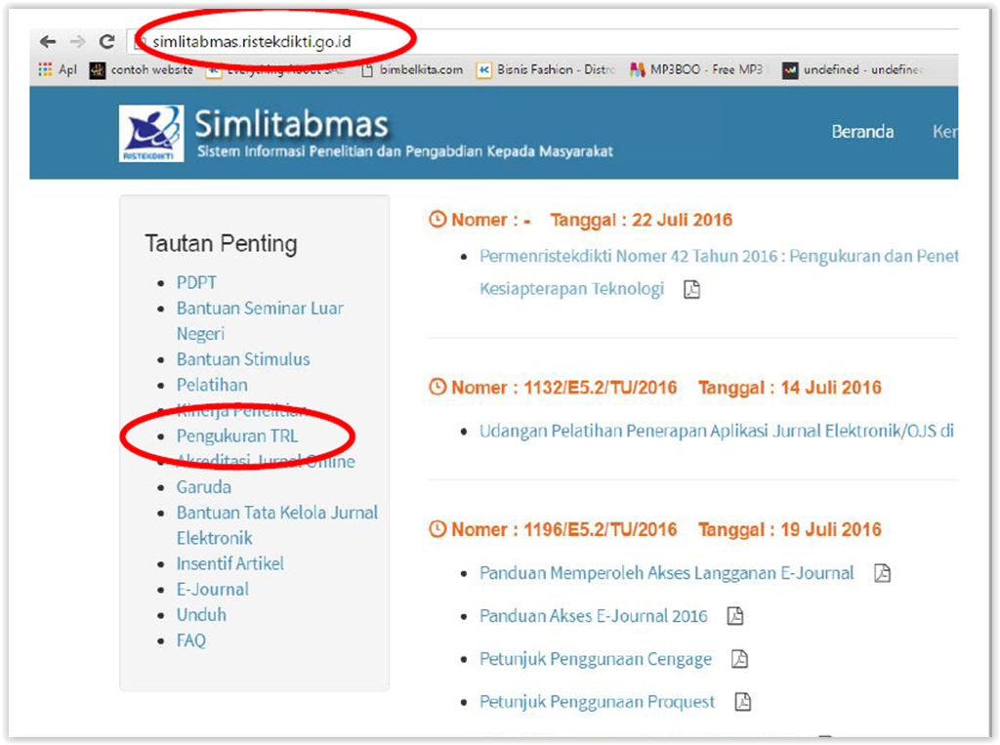 simlitabmas.ristekdikti.go.id
Apl contoh website Everything About SAS bimbelkita.com Bisnis Fashion - Distro MP3BOO - Free MP3 undefined - undefined
RISTEKDIKTI
Simlitabmas
Sistem Informasi Penelitian dan Pengabdian Kepada Masyarakat
Beranda Ker
Tautan Penting
PDPT
Bantuan Seminar Luar
Negeri
Bantuan Stimulus
Pelatihan
Kinerja Penelitian
Pengukuran TRL
Akreditasi Jurnal Online
Garuda
Bantuan Tata Kelola Jurnal
Elektronik
Insentif Artikel
E-Journal
Unduh
FAQ
Nomer : - Tanggal : 22 Juli 2016
Permenristekdikti Nomer 42 Tahun 2016 : Pengukuran dan Penet
Kesiapterapan Teknologi
Nomer : 1132/E5.2/TU/2016 Tanggal : 14 Juli 2016
Udangan Pelatihan Penerapan Aplikasi Jurnal Elektronik/OJS di
Nomer : 1196/E5.2/TU/2016 Tanggal : 19 Juli 2016
Panduan Memperoleh Akses Langganan E-Journal
Panduan Akses E-Journal 2016
Petunjuk Penggunaan Cengage
Petunjuk Penggunaan Proquest